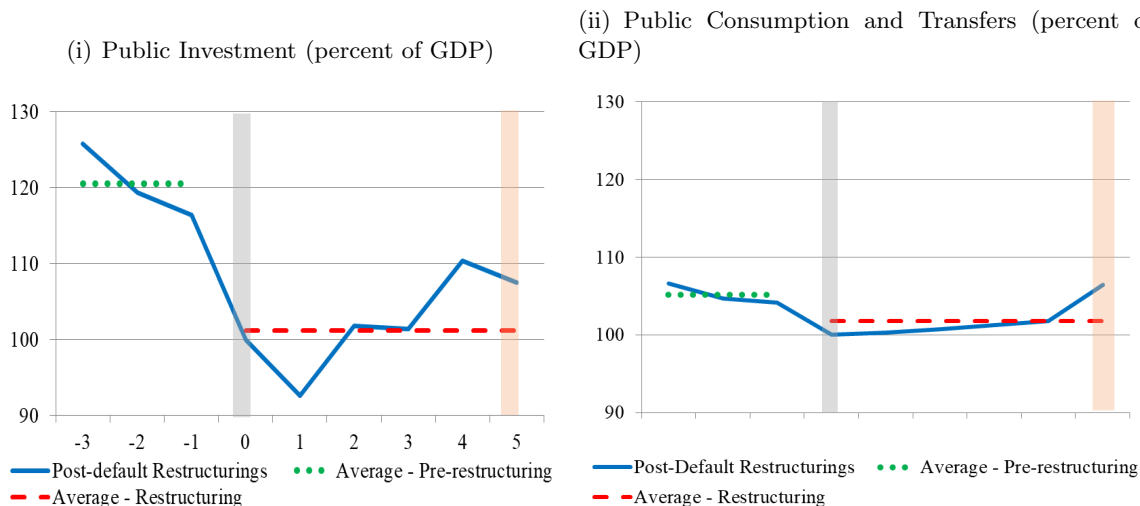 (i) Public Investment (percent of GDP)
130
120
110
100
90
-3 -2 -1 0 1 2 3 4 5
Post-default Restructurings Average - Pre-restructuring
Average - Restructuring
(ii) Public Consumption and Transfers (percent
GDP)
130
120
110
100
90
Post-Default Restructurings Average - Pre-restructuring
Average - Restructuring